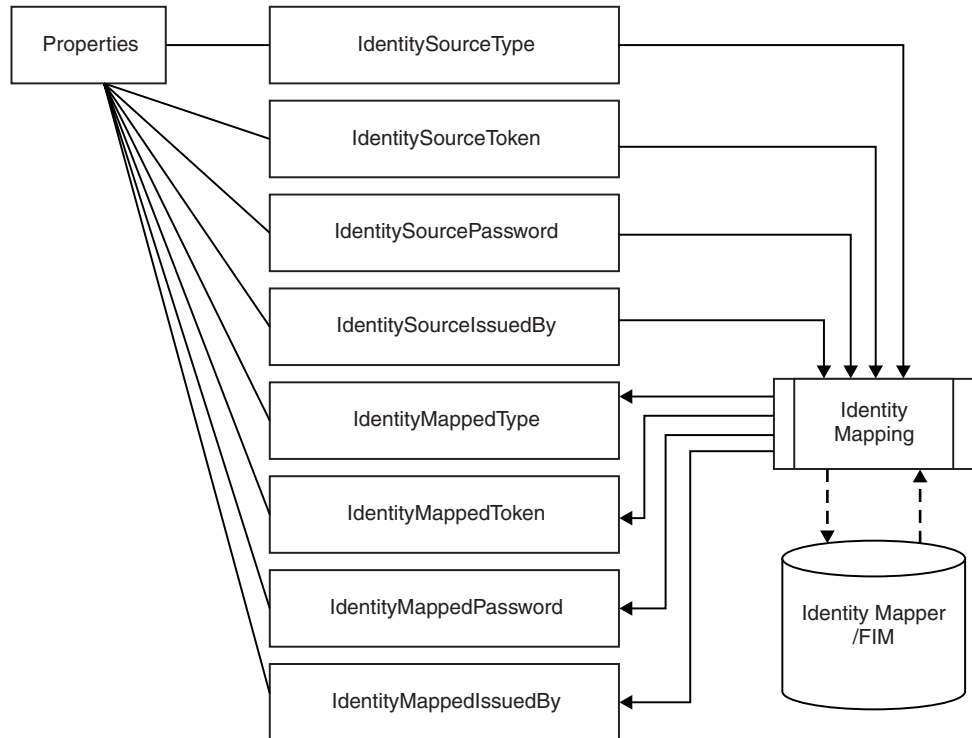 Properties
IdentitySourceType
IdentitySourceToken
IdentitySourcePassword
IdentitySourceIssuedBy
IdentityMappedType
Identity
Mapping
IdentityMappedToken
IdentityMappedPassword
Identity Mapper
/FIM
IdentityMappedIssuedBy